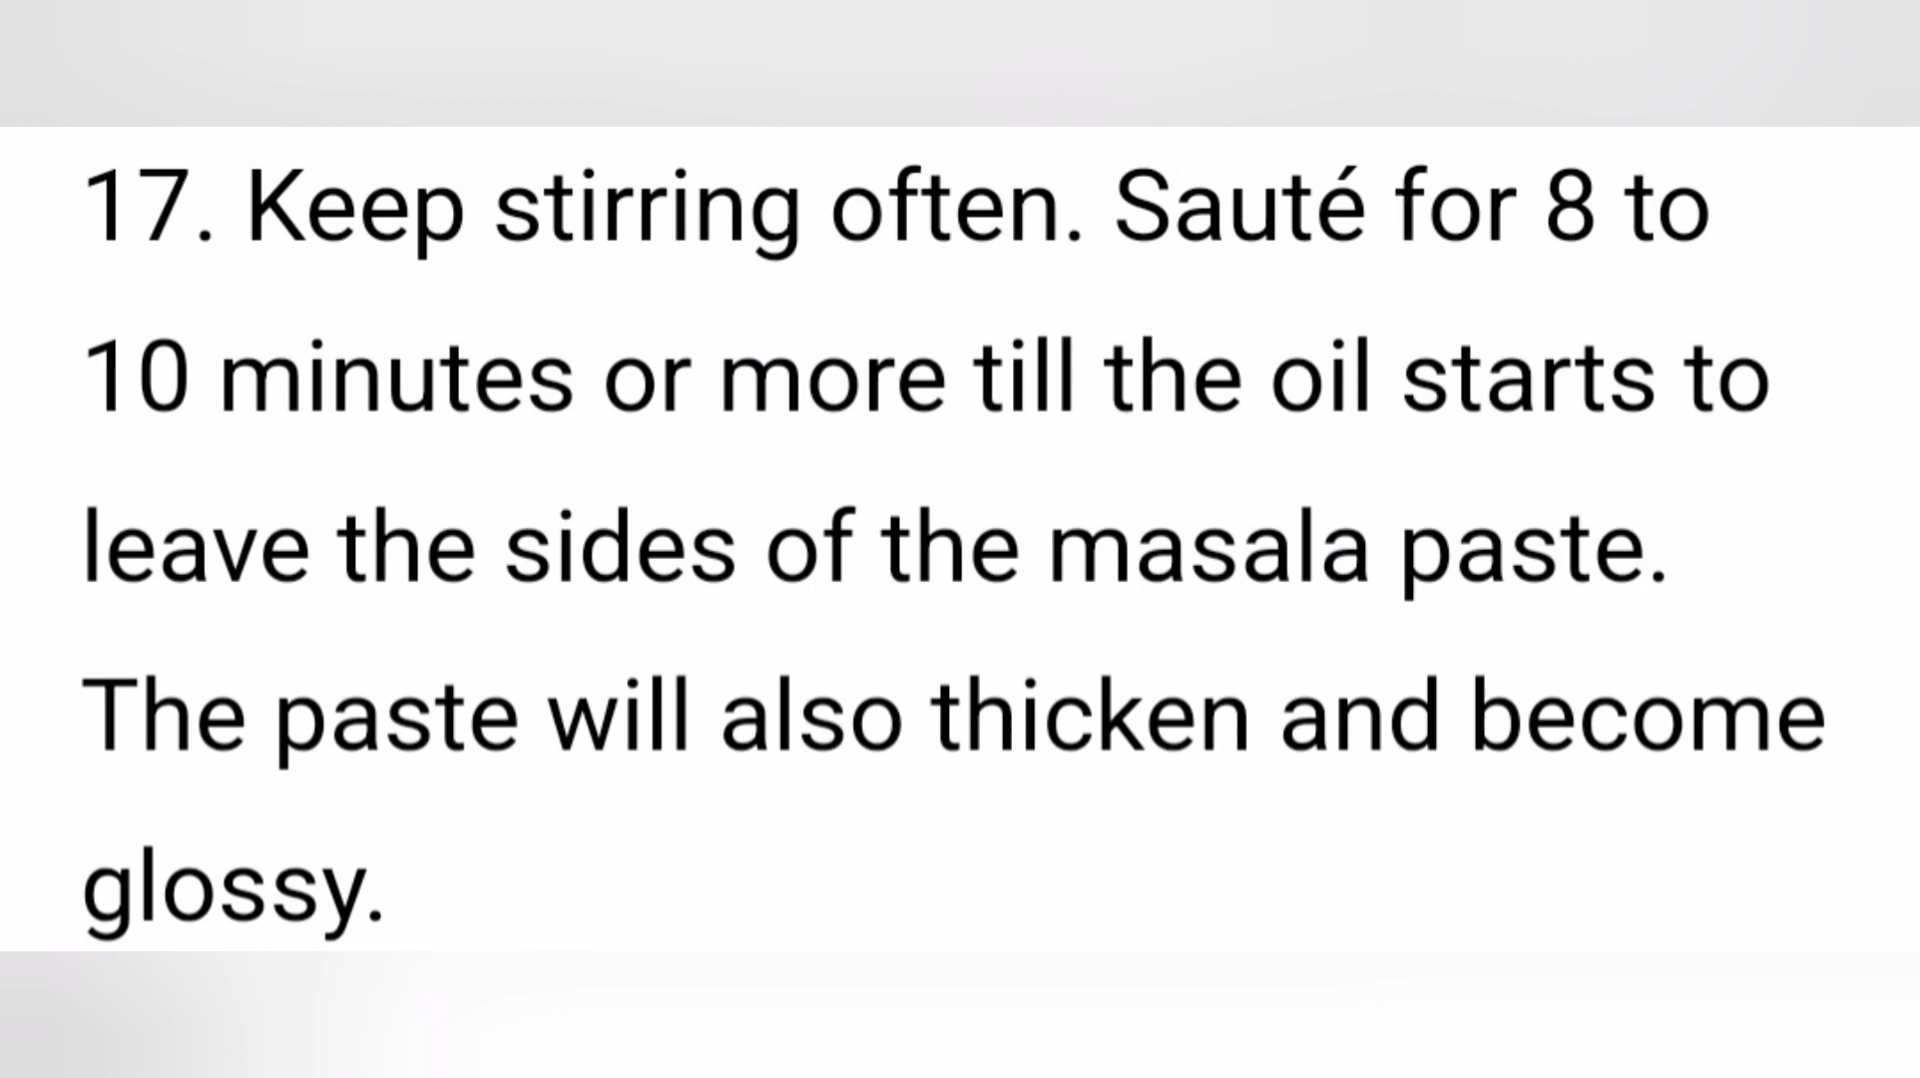 17. Keep stirring often. Sauté for 8 to
10 minutes or more till the oil starts to
leave the sides of the masala paste.
The paste will also thicken and become
glossy.